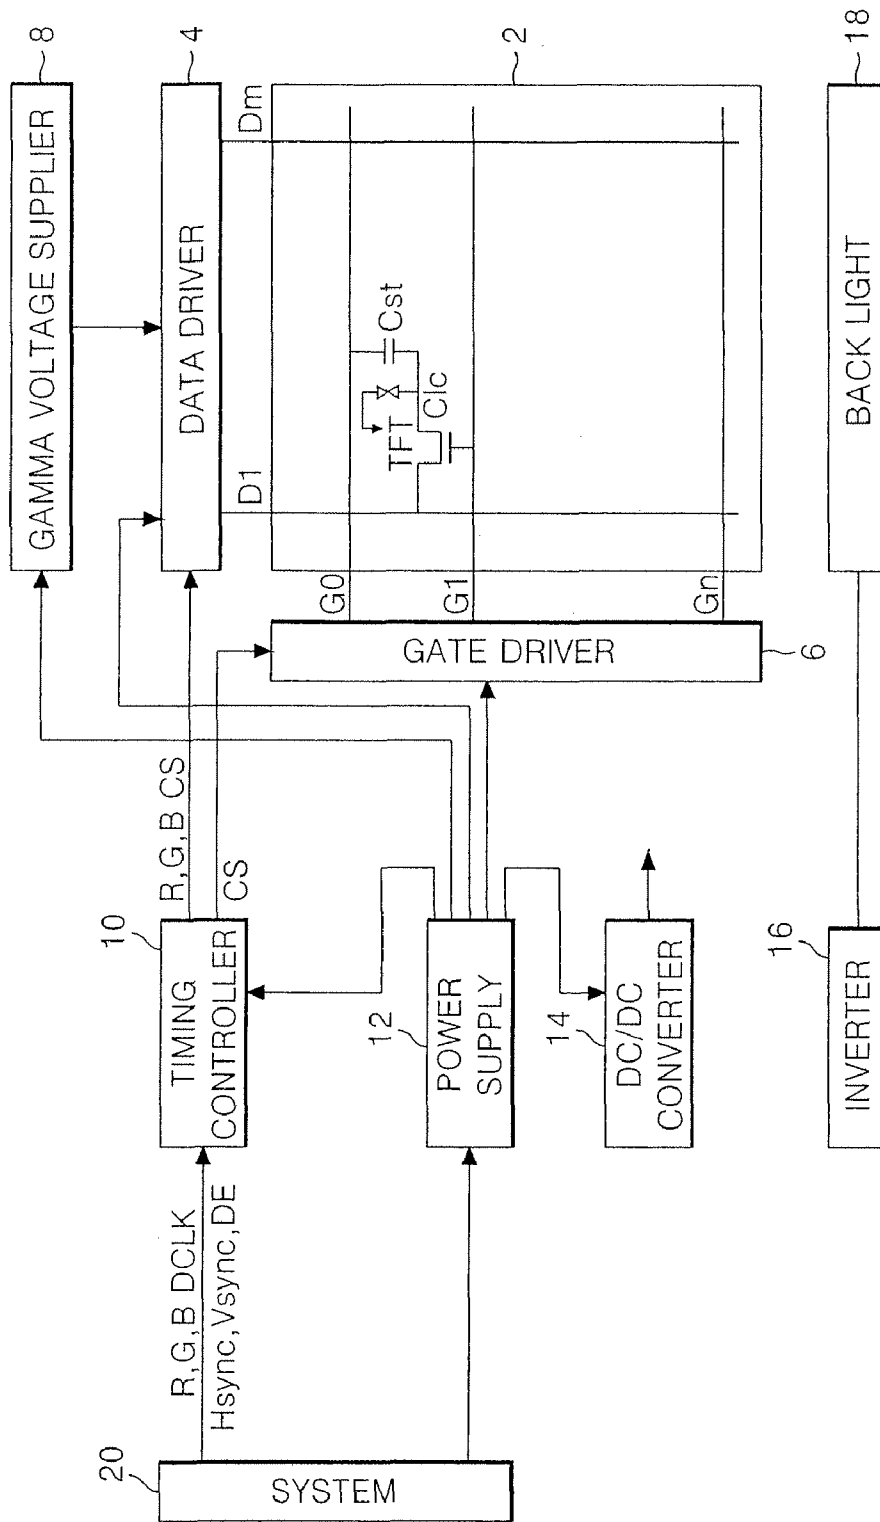 8
GAMMA VOLTAGE SUPPLIER
4
DATA DRIVER
D1
Dm
2
G0
G1
Gn
TFT
Clc
Cst
GATE DRIVER
6
R,G,B CS
CS
10
TIMING
CONTROLLER
R,G,B DCLK
Hsync,Vsync,DE
20
SYSTEM
12
POWER
SUPPLY
14
DC/DC
CONVERTER
16
INVERTER
18
BACK LIGHT